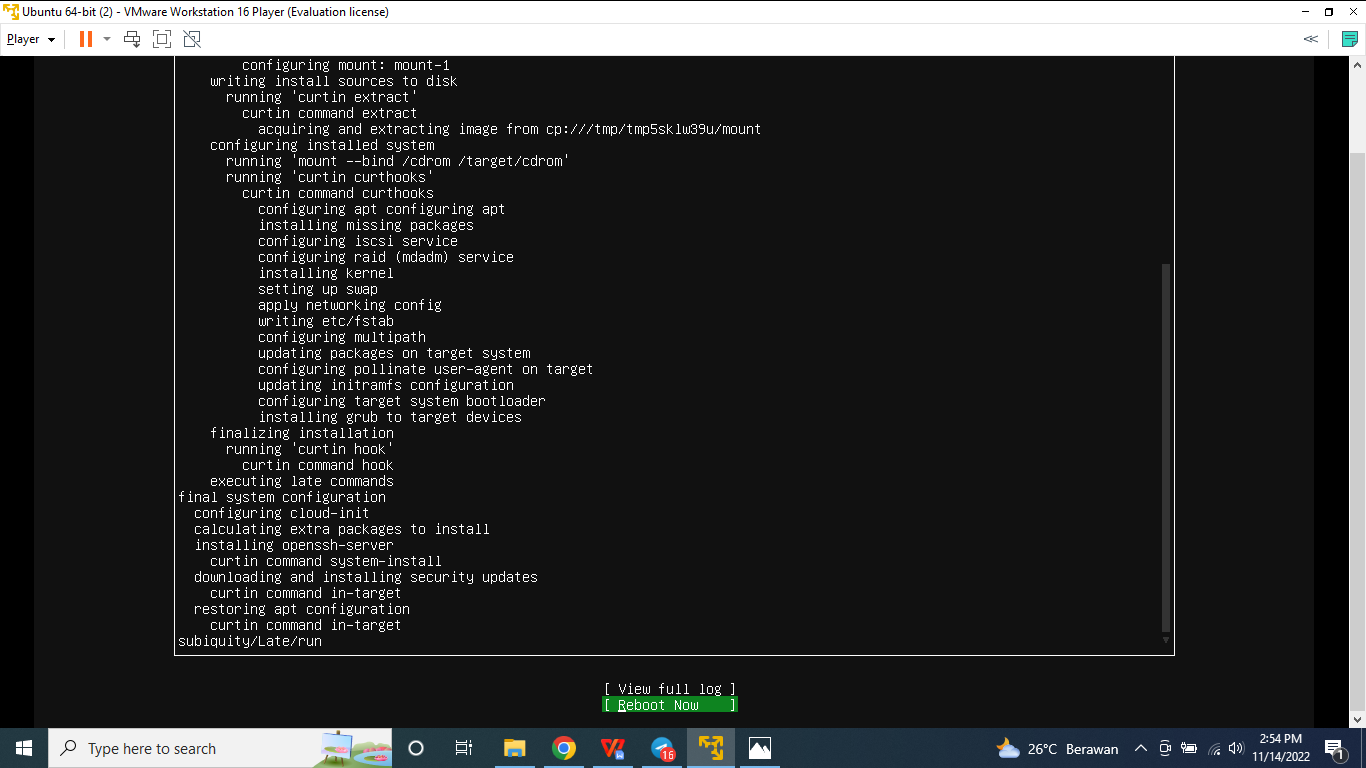 Ubuntu 64-bit (2) - VMware Workstation 16 Player (Evaluation license)
Player
configuring mount: mount-1
writing install sources to disk
running 'curtin extract'
curtin command extract
acquiring and extracting image from cp:///tmp/tmp5sklw39u/mount
configuring installed system
running 'mount --bind /cdrom /target/cdrom'
running 'curtin curthooks'
curtin command curthooks
configuring apt configuring apt
installing missing packages
configuring iscsi service
configuring raid (mdadm) service
installing kernel
setting up swap
apply networking config
writing etc/fstab
configuring multipath
updating packages on target system
configuring pollinate user-agent on target
updating initramfs configuration
configuring target system bootloader
installing grub to target devices
finalizing installation
running 'curtin hook'
curtin command hook
executing late commands
final system configuration
configuring cloud-init
calculating extra packages to install
installing openssh-server
curtin command system-install
downloading and installing security updates
curtin command in-target
restoring apt configuration
curtin command in-target
subiquity/Late/run
[ View full log ]
[ Reboot Now ]
Type here to search
16
26°C Berawan
2:54 PM
11/14/2022
1